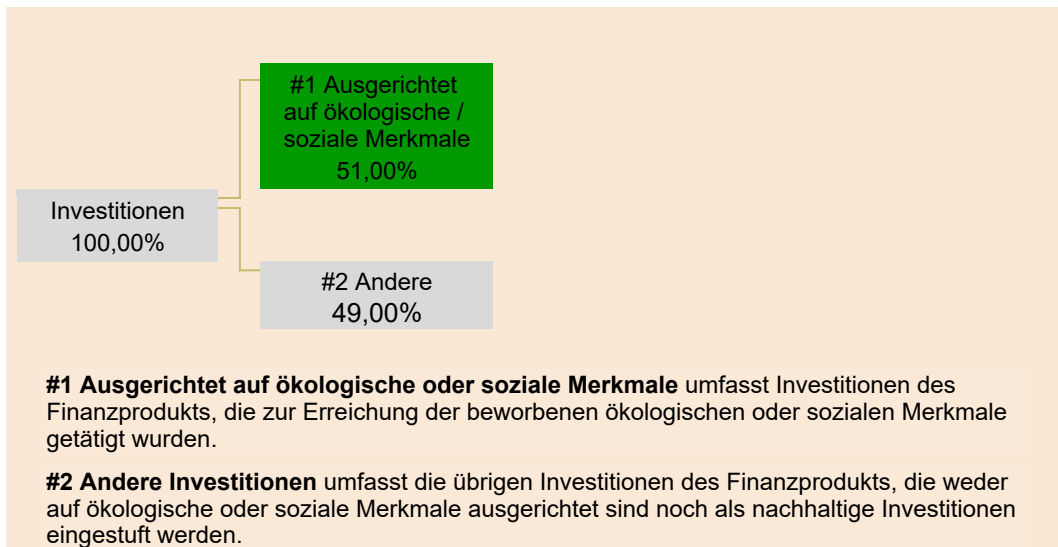 #1 Ausgerichtet
auf ökologische /
soziale Merkmale
51,00%
Investitionen
100,00%
#2 Andere
49,00%
#1 Ausgerichtet auf ökologische oder soziale Merkmale umfasst Investitionen des
Finanzprodukts, die zur Erreichung der beworbenen ökologischen oder sozialen Merkmale
getätigt wurden.
#2 Andere Investitionen umfasst die übrigen Investitionen des Finanzprodukts, die weder
auf ökologische oder soziale Merkmale ausgerichtet sind noch als nachhaltige Investitionen
eingestuft werden.